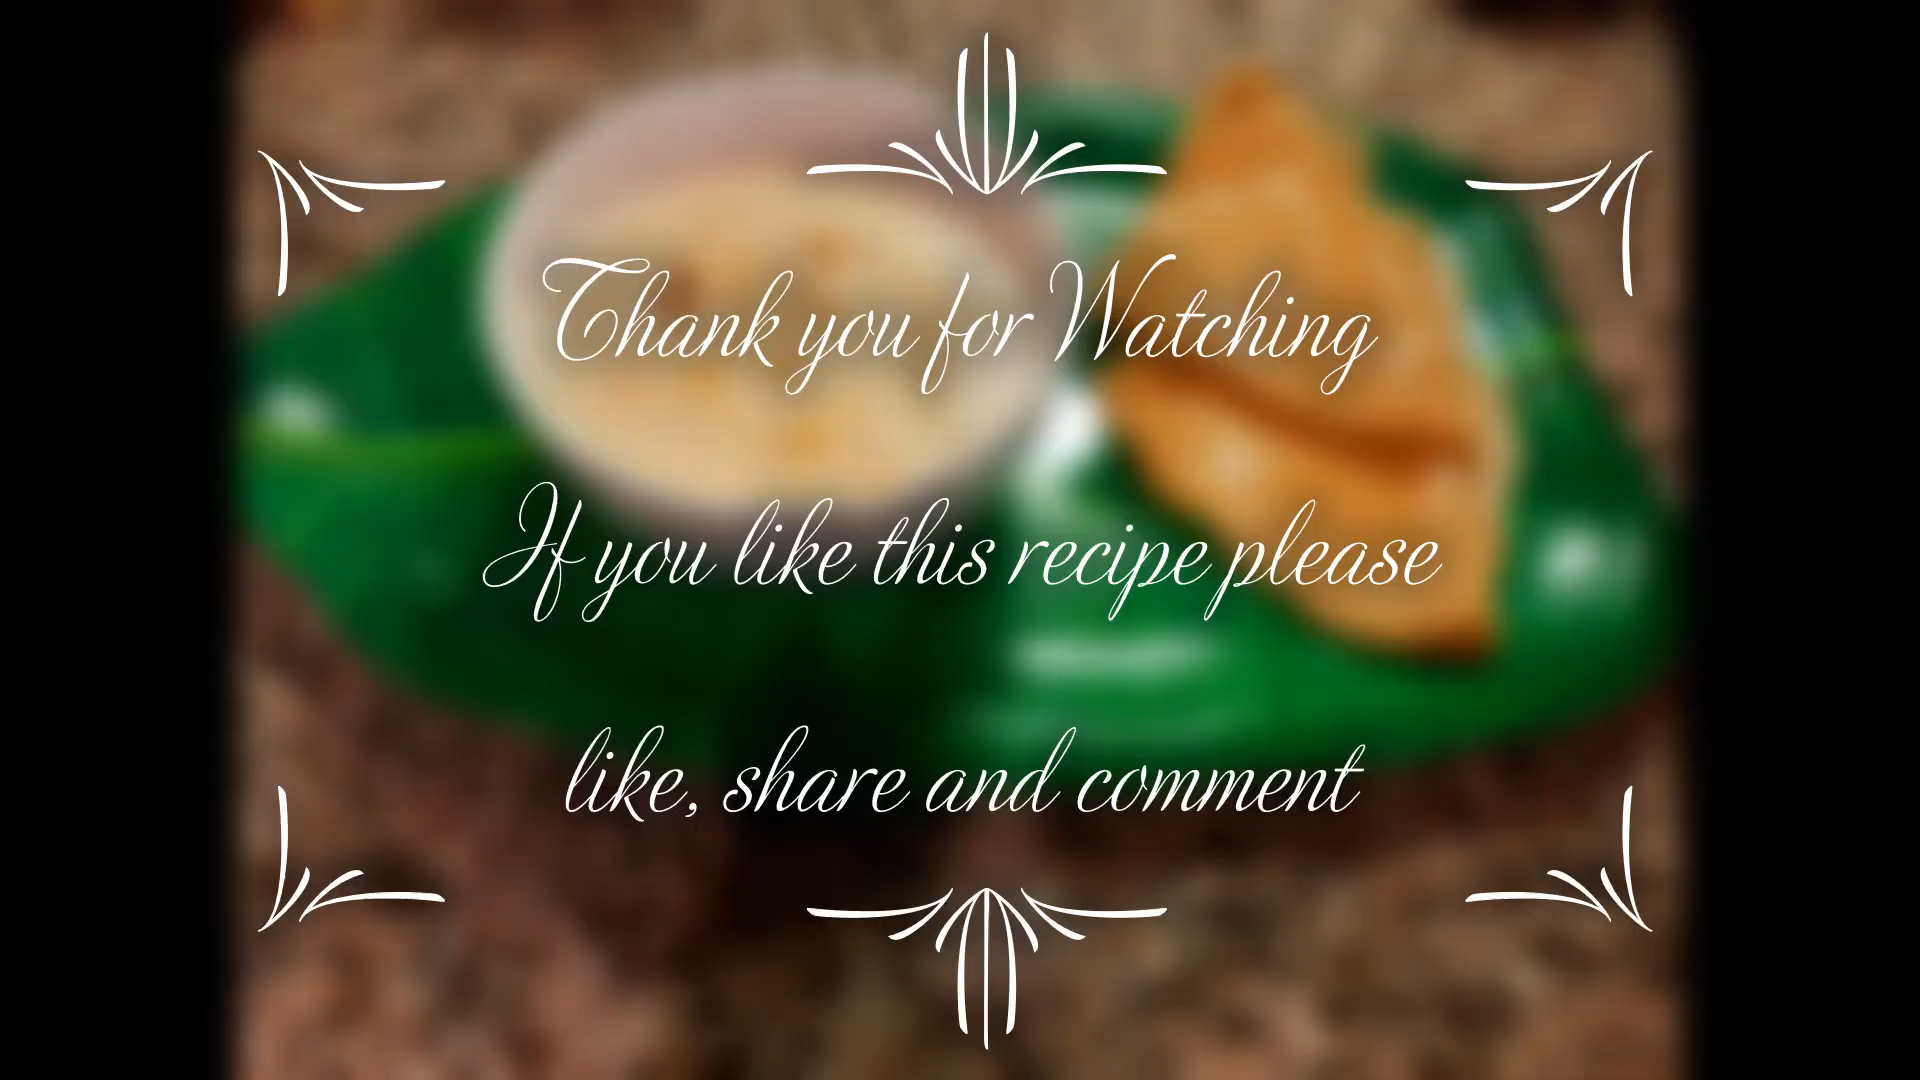 Thank you for Watching
If you like this recipe please
like, share and comment